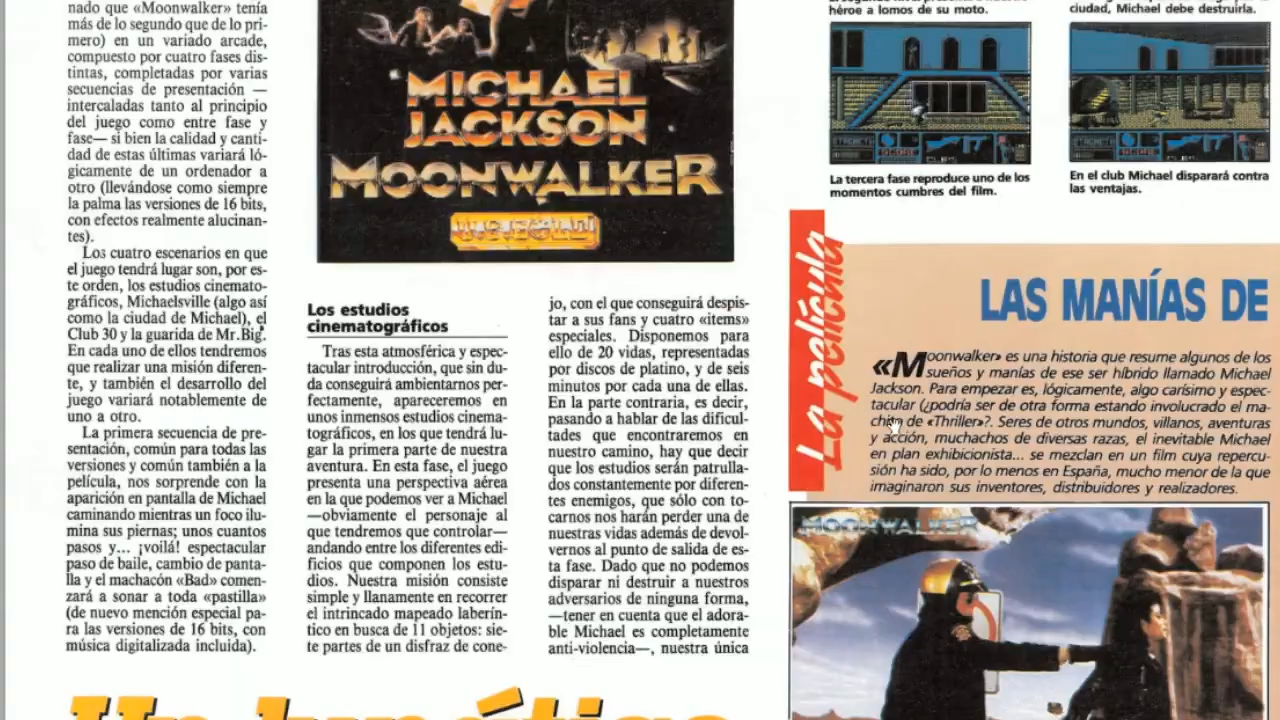 nado que «Moonwalker» tenía
más de lo segundo que de lo pri-
mero) en un variado arcade,
compuesto por cuatro fases dis-
tintas, completadas por varias
secuencias de presentación —
intercaladas tanto al principio
del juego como entre fase y
fase— si bien la calidad y canti-
dad de estas últimas variará ló-
gicamente de un ordenador a
otro (llevándose como siempre
la palma las versiones de 16 bits,
con efectos realmente alucinan-
tes).
Los cuatro escenarios en que
el juego tendrá lugar son, por es-
te orden, los estudios cinemato-
gráficos, Michaelsville (algo así
como la ciudad de Michael), el
Club 30 y la guarida de Mr.Big.
En cada uno de ellos tendremos
que realizar una misión diferen-
te, y también el desarrollo del
juego variará notablemente de
uno a otro.
La primera secuencia de pre-
sentación, común para todas las
versiones y común también a la
película, nos sorprende con la
aparición en pantalla de Michael
caminando mientras un foco ilu-
mina sus piernas; unos cuantos
pasos y... ¡voilá! espectacular
paso de baile, cambio de panta-
lla y el machacón «Bad» comen-
zará a sonar a toda «pastilla»
(de nuevo mención especial pa-
ra las versiones de 16 bits, con
música digitalizada incluida).
MICHAEL
JACKSON
MOONWALKER
U.S. GOLD
Los estudios
cinematográficos
Tras esta atmosférica y espec-
tacular introducción, que sin du-
da conseguirá ambientarnos per-
fectamente, apareceremos en
unos inmensos estudios cinema-
tográficos, en los que tendrá lu-
gar la primera parte de nuestra
aventura. En esta fase, el juego
presenta una perspectiva aérea
en la que podemos ver a Michael
—obviamente el personaje al
que tendremos que controlar—
andando entre los diferentes edi-
ficios que componen los estu-
dios. Nuestra misión consiste
simple y llanamente en recorrer
el intrincado mapeado laberín-
tico en busca de 11 objetos: sie-
te partes de un disfraz de cone-
jo, con el que conseguirá despis-
tar a sus fans y cuatro «items»
especiales. Disponemos para
ello de 20 vidas, representadas
por discos de platino, y de seis
minutos por cada una de ellas.
En la parte contraria, es decir,
pasando a hablar de las dificul-
tades que encontraremos en
nuestro camino, hay que decir
que los estudios serán patrulla-
dos constantemente por diferen-
tes enemigos, que sólo con to-
carnos nos harán perder una de
nuestras vidas además de devol-
vernos al punto de salida de es-
ta fase. Dado que no podemos
disparar ni destruir a nuestros
adversarios de ninguna forma,
—tener en cuenta que el adora-
ble Michael es completamente
anti-violencia—, nuestra única
héroe a lomos de su moto.
ciudad, Michael debe destruirla.
La tercera fase reproduce uno de los
momentos cumbres del film.
En el club Michael disparará contra
las ventajas.
La película
LAS MANÍAS DE
«Moonwalker» es una historia que resume algunos de los
sueños y manías de ese ser híbrido llamado Michael
Jackson. Para empezar es, lógicamente, algo carísimo y espec-
tacular (¿podría ser de otra forma estando involucrado el ma-
chito de «Thriller»?. Seres de otros mundos, villanos, aventuras
y acción, muchachos de diversas razas, el inevitable Michael
en plan exhibicionista... se mezclan en un film cuya repercu-
sión ha sido, por lo menos en España, mucho menor de la que
imaginaron sus inventores, distribuidores y realizadores.
MOONWALKER